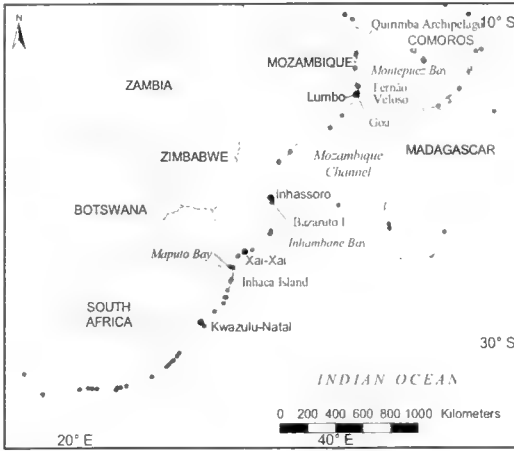 N
10° S
Quirimba Archipelago
COMOROS
MOZAMBIQUE
Montepuez Bay
ZAMBIA
Fernão
Veloso
Lumbo
Goa
Mozambique
Channel
MADAGASCAR
ZIMBABWE
Inhassoro
BOTSWANA
Bazaruto I
Inhambane Bay
Maputo Bay
Xai-Xai
Inhaca Island
SOUTH
AFRICA
Kwazulu-Natal
30° S
INDIAN OCEAN
0 200 400 600 800 1000 Kilometers
20° E
40° E